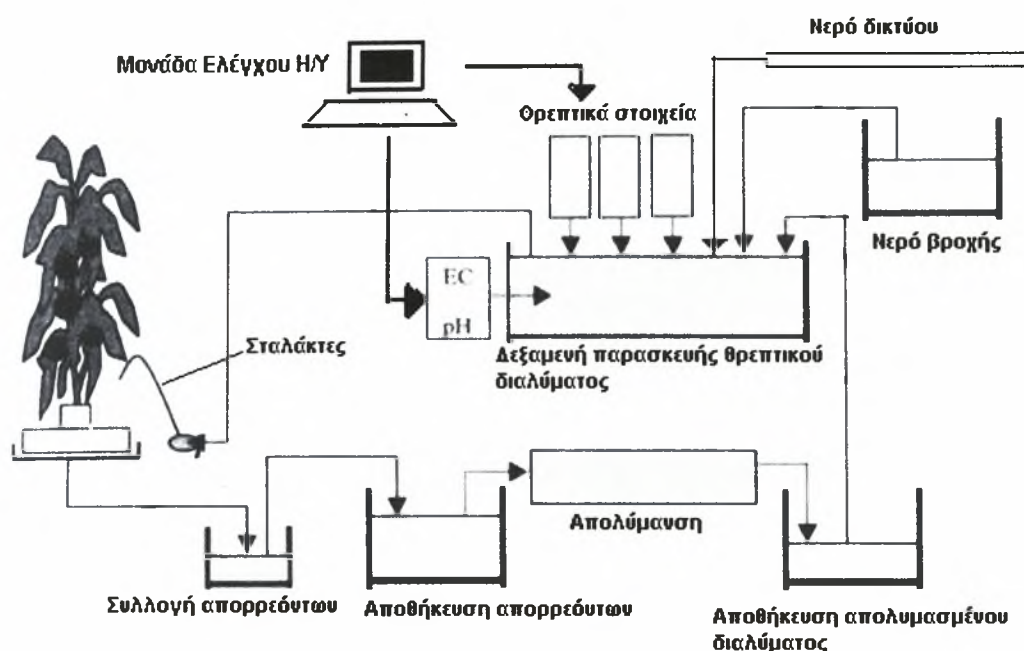 Νερό δικτύου
Μονάδα Ελέγχου Η/Υ
Θρεπτικά στοιχεία
Νερό βροχής
EC
pH
Σταλάκτες
Δεξαμενή παρασκευής θρεπτικού
διαλύματος
Απολύμανση
Συλλογή απορρεόντων
Αποθήκευση απορρεόντων
Αποθήκευση απολυμασμένου
διαλύματος